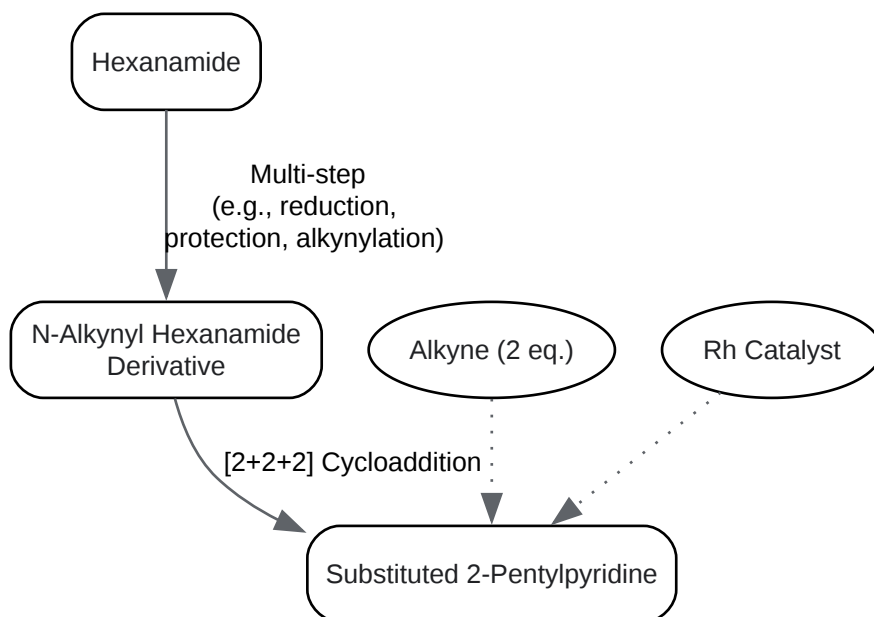 Hexanamide
Multi-step
(e.g., reduction,
protection, alkynylation)
N-Alkynyl Hexanamide
Derivative
Alkyne (2 eq.)
Rh Catalyst
[2+2+2] Cycloaddition
Substituted 2-Pentylpyridine